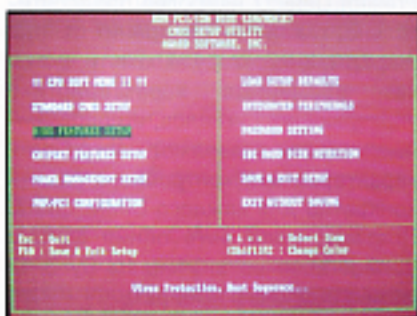 ROM PCI/ISA BIOS
CMOS SETUP UTILITY
AWARD SOFTWARE, INC.
!! CPU SOFT MENU II !!
STANDARD CMOS SETUP
BIOS FEATURES SETUP
CHIPSET FEATURES SETUP
POWER MANAGEMENT SETUP
PNP/PCI CONFIGURATION
LOAD SETUP DEFAULTS
INTEGRATED PERIPHERALS
PASSWORD SETTING
IDE HARD DISK DETECTION
SAVE & EXIT SETUP
EXIT WITHOUT SAVING
Esc : Quit
F10 : Save & Exit Setup
: Select Item
(Shift)F2 : Change Color
Virus Protection, Boot Sequence...